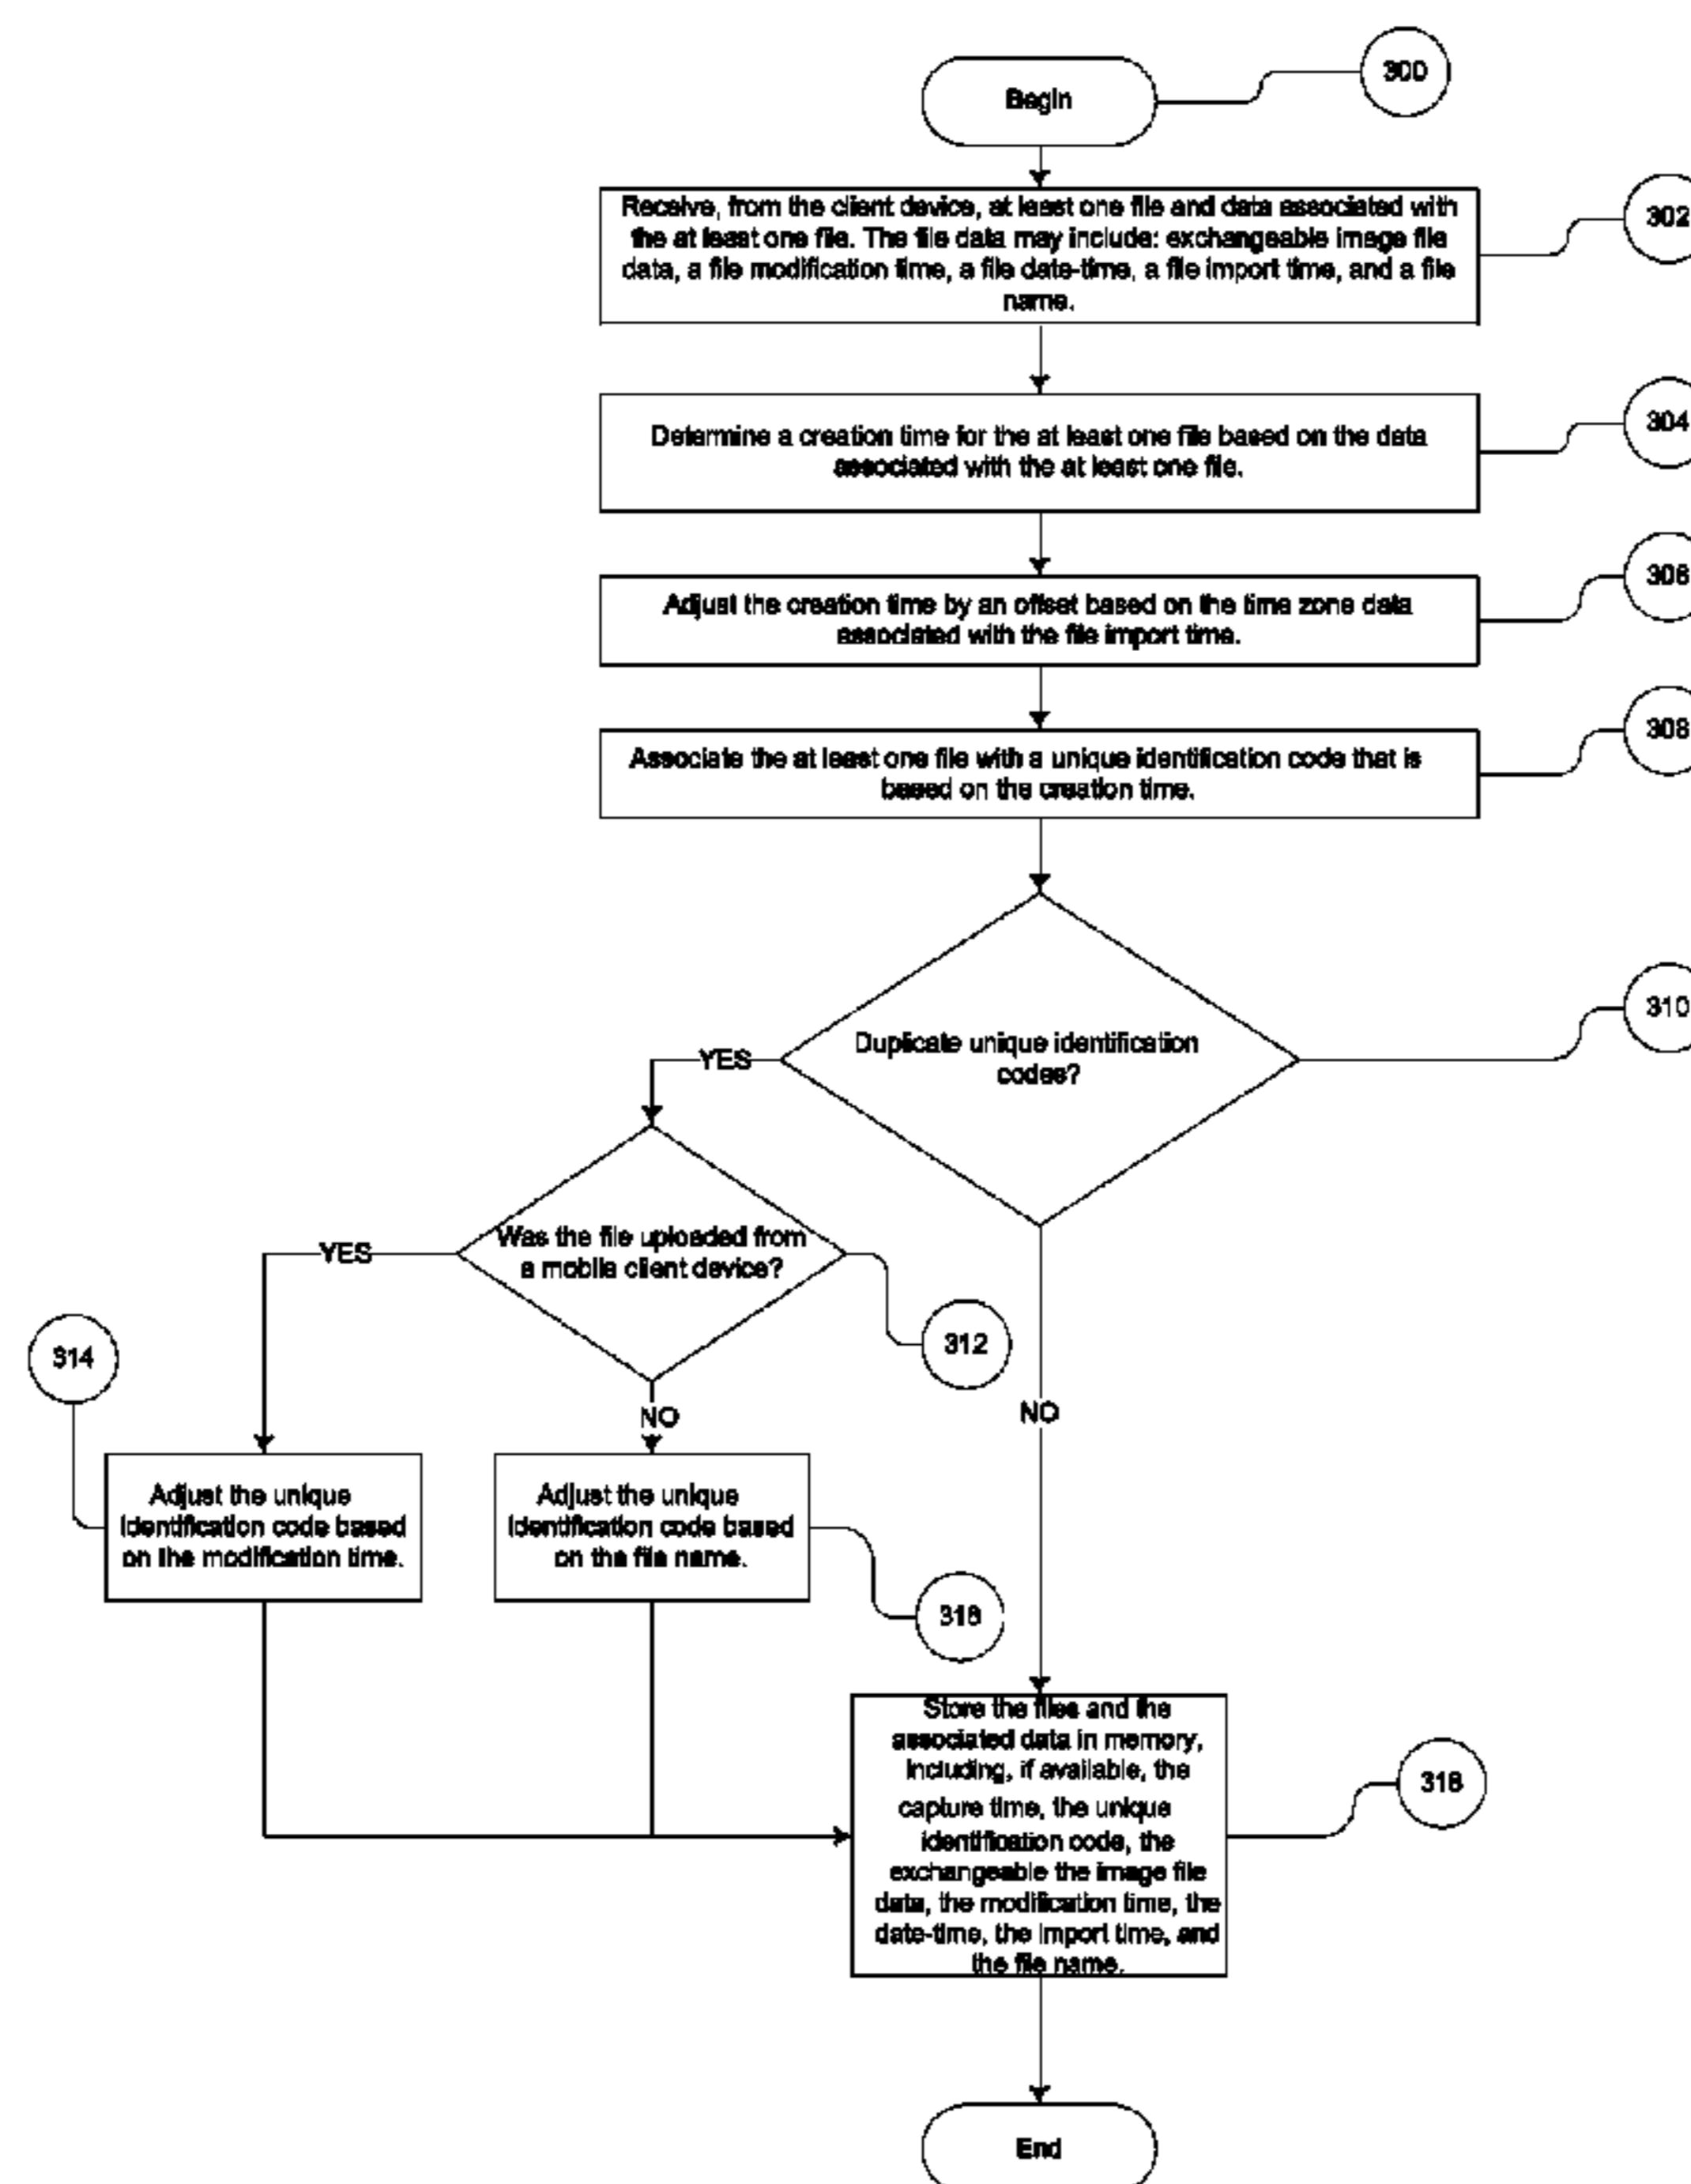 Begin
300
Receive, from the client device, at least one file and data associated with
the at least one file. The file data may include: exchangeable image file
data, a file modification time, a file date-time, a file import time, and a file
name.
302
Determine a creation time for the at least one file based on the data
associated with the at least one file.
304
Adjust the creation time by an offset based on the time zone data
associated with the file import time.
306
Associate the at least one file with a unique identification code that is
based on the creation time.
308
Duplicate unique identification
codes?
310
YES
Was the file uploaded from
a mobile client device?
312
YES
NO
NO
314
Adjust the unique
identification code based
on the modification time.
Adjust the unique
identification code based
on the file name.
316
Store the files and the
associated data in memory,
including, if available, the
capture time, the unique
identification code, the
exchangeable the image file
data, the modification time, the
date-time, the import time, and
the file name.
318
End